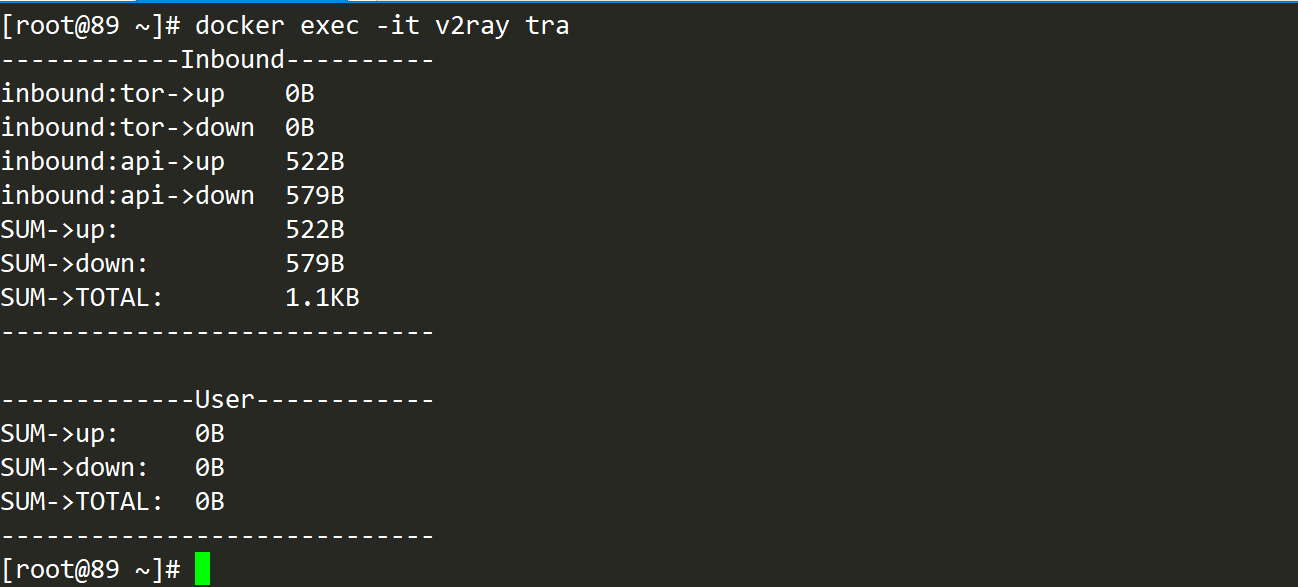 [root@89 ~]# docker exec -it v2ray tra
------------Inbound----------
inbound:tor->up    0B
inbound:tor->down  0B
inbound:api->up    522B
inbound:api->down  579B
SUM->up:           522B
SUM->down:         579B
SUM->TOTAL:        1.1KB
-----------------------------
-------------User------------
SUM->up:     0B
SUM->down:   0B
SUM->TOTAL:  0B
-----------------------------
[root@89 ~]#